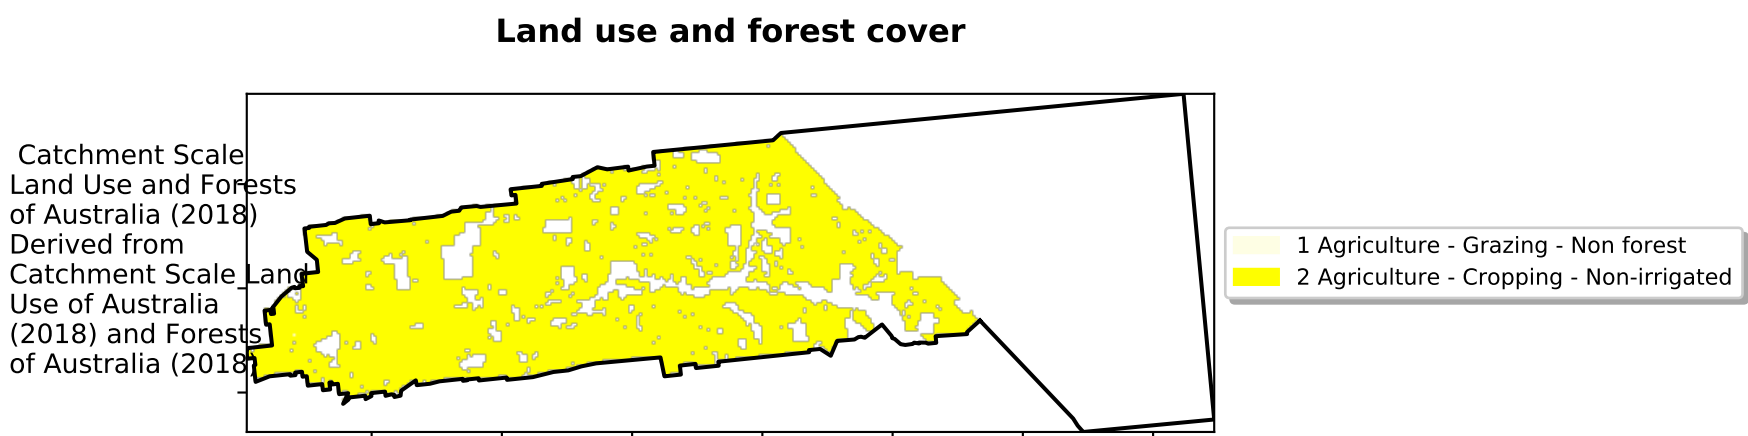 Land use and forest cover
Catchment Scale
Land Use and Forests
of Australia (2018)
Derived from
Catchment Scale Land
Use of Australia
(2018) and Forests
of Australia (2018
1 Agriculture - Grazing - Non forest
2 Agriculture - Cropping - Non-irrigated